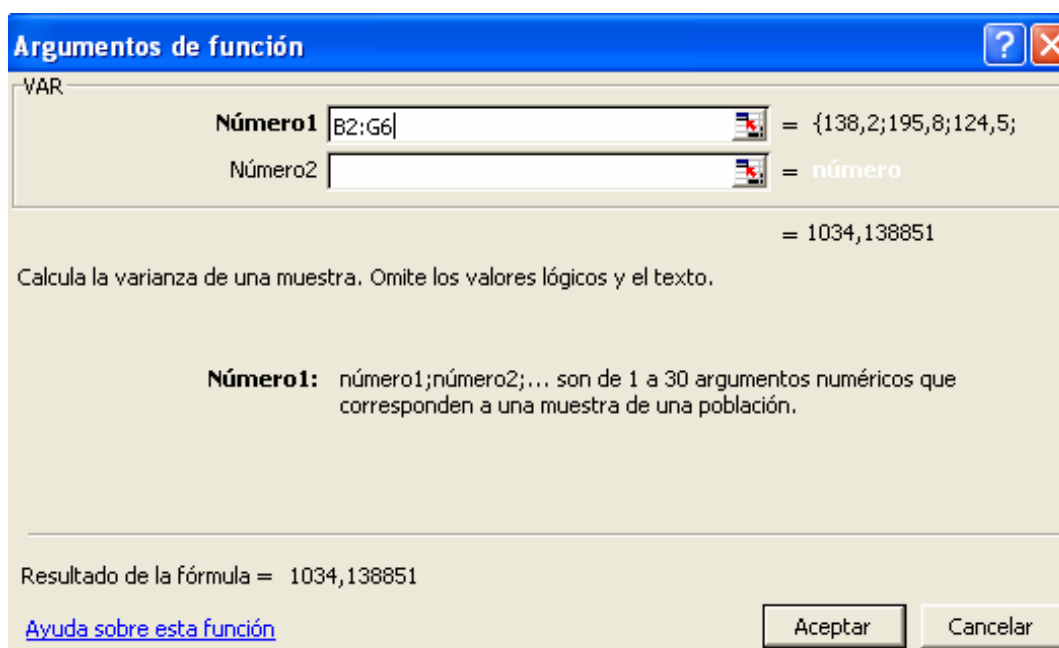 Argumentos de función
VAR
Número1 B2:G6 = {138,2;195,8;124,5;
Número2 = número
= 1034,138851
Calcula la varianza de una muestra. Omite los valores lógicos y el texto.
Número1: número1;número2;... son de 1 a 30 argumentos numéricos que
corresponden a una muestra de una población.
Resultado de la fórmula = 1034,138851
Ayuda sobre esta función Aceptar Cancelar